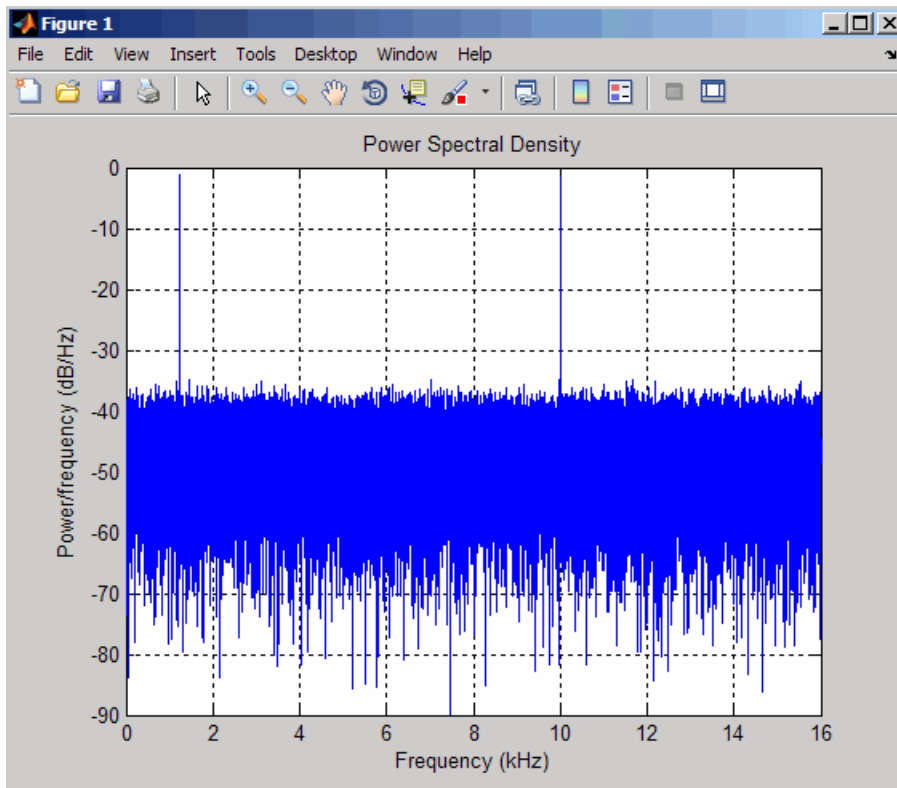 Figure 1
File Edit View Insert Tools Desktop Window Help
Power Spectral Density
0
-10
-20
-30
-40
-50
-60
-70
-80
-90
Power/frequency (dB/Hz)
0 2 4 6 8 10 12 14 16
Frequency (kHz)